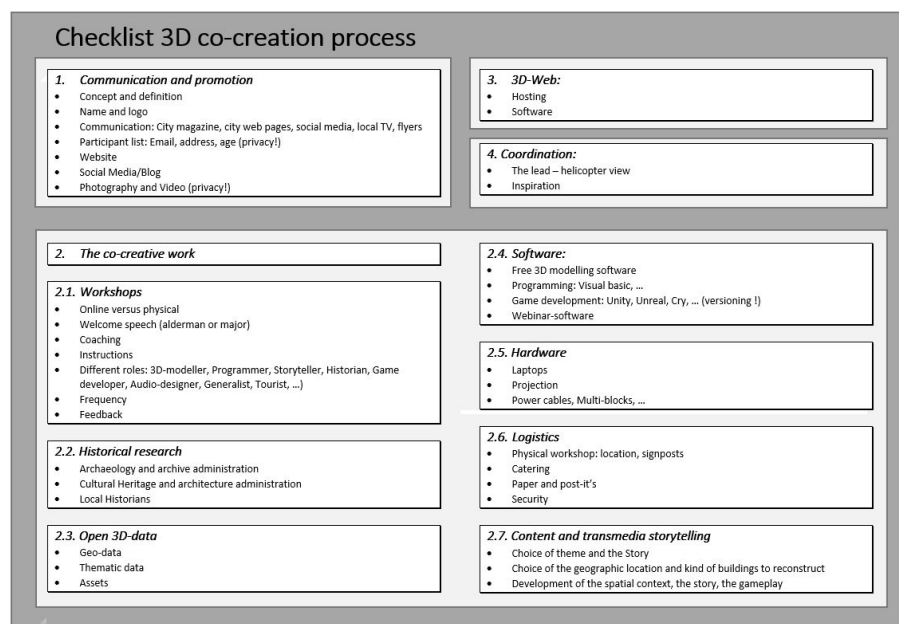 Checklist 3D co-creation process
1. Communication and promotion
• Concept and definition
• Name and logo
• Communication: City magazine, city web pages, social media, local TV, flyers
• Participant list: Email, address, age (privacy!)
• Website
• Social Media/Blog
• Photography and Video (privacy!)
3. 3D-Web:
• Hosting
• Software
4. Coordination:
• The lead – helicopter view
• Inspiration
2. The co-creative work
2.1. Workshops
• Online versus physical
• Welcome speech (alderman or major)
• Coaching
• Instructions
• Different roles: 3D-modeller, Programmer, Storyteller, Historian, Game
developer, Audio-designer, Generalist, Tourist, …)
• Frequency
• Feedback
2.2. Historical research
• Archaeology and archive administration
• Cultural Heritage and architecture administration
• Local Historians
2.3. Open 3D-data
• Geo-data
• Thematic data
• Assets
2.4. Software:
• Free 3D modelling software
• Programming: Visual basic, …
• Game development: Unity, Unreal, Cry, … (versioning !)
• Webinar-software
2.5. Hardware
• Laptops
• Projection
• Power cables, Multi-blocks, …
2.6. Logistics
• Physical workshop: location, signposts
• Catering
• Paper and post-it’s
• Security
2.7. Content and transmedia storytelling
• Choice of theme and the Story
• Choice of the geographic location and kind of buildings to reconstruct
• Development of the spatial context, the story, the gameplay